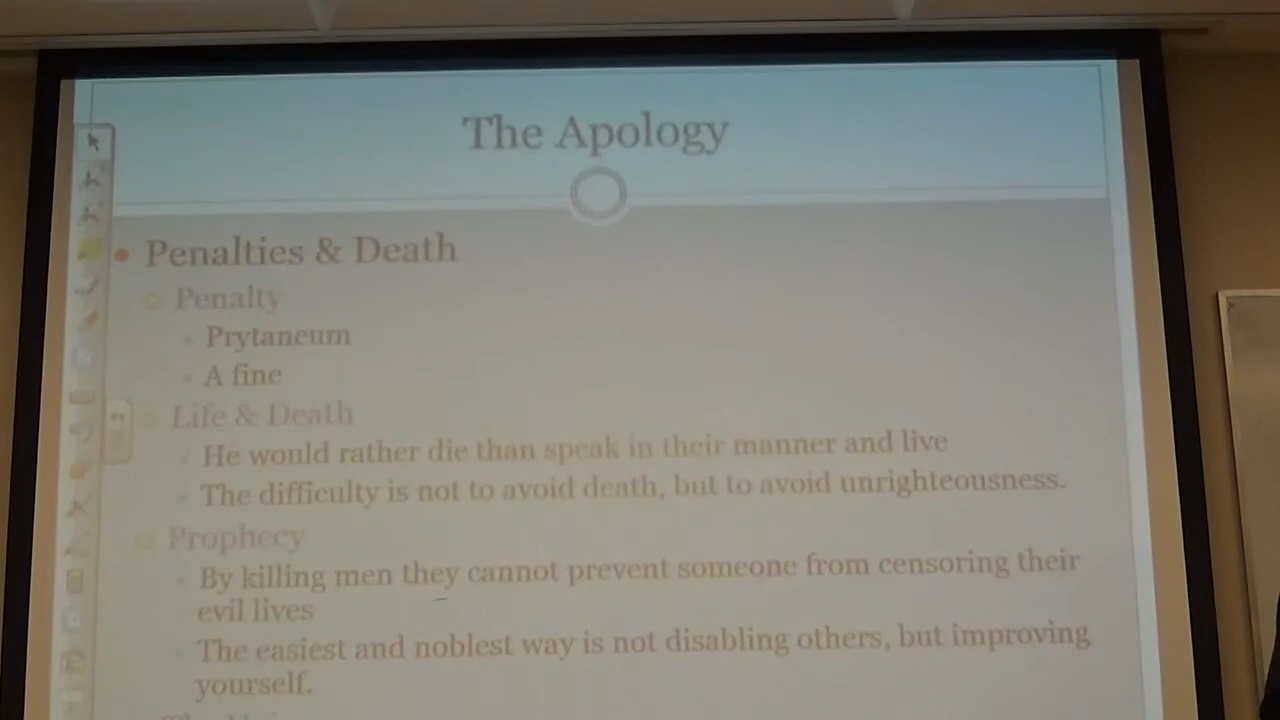 The Apology
Penalties & Death
Penalty
Prytaneum
A fine
Life & Death
He would rather die than speak in their manner and live
The difficulty is not to avoid death, but to avoid unrighteousness.
Prophecy
By killing men they cannot prevent someone from censoring their
evil lives
The easiest and noblest way is not disabling others, but improving
yourself.